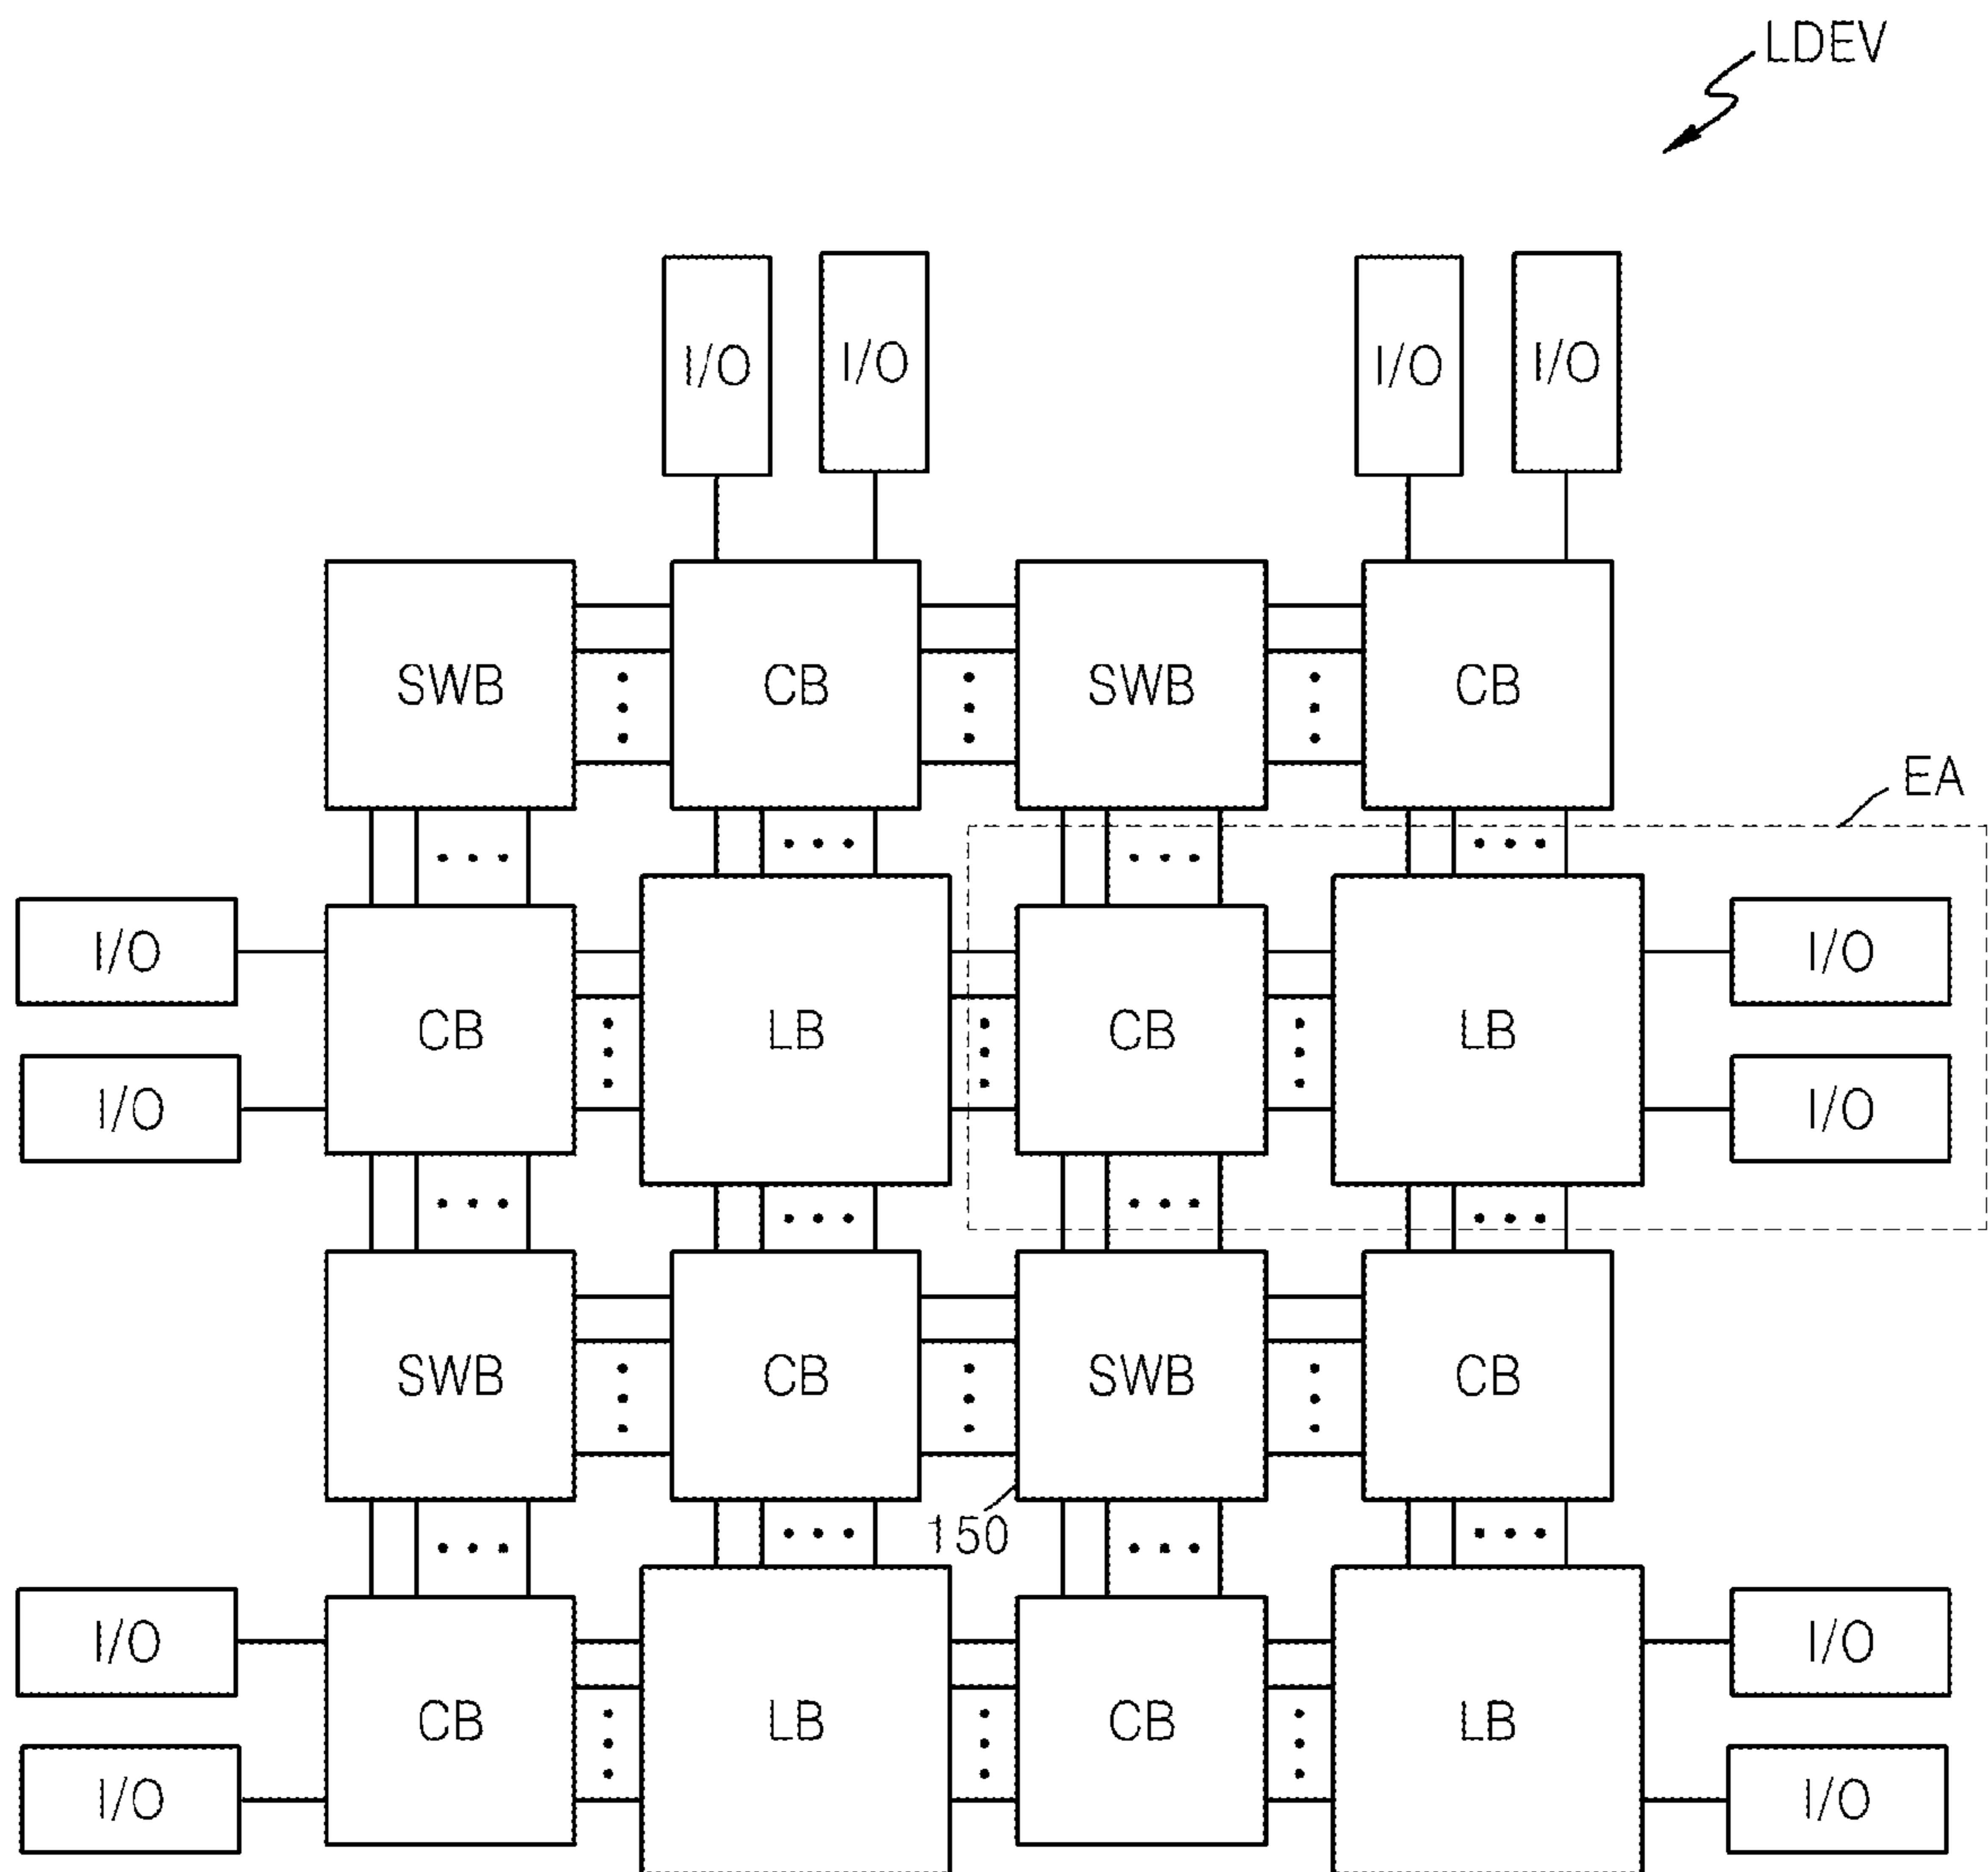 LDEV
I/O I/O I/O I/O
SWB CB SWB CB
EA
I/O I/O
CB LB CB LB
I/O I/O
SWB CB SWB CB
150
I/O I/O
CB LB CB LB
I/O I/O